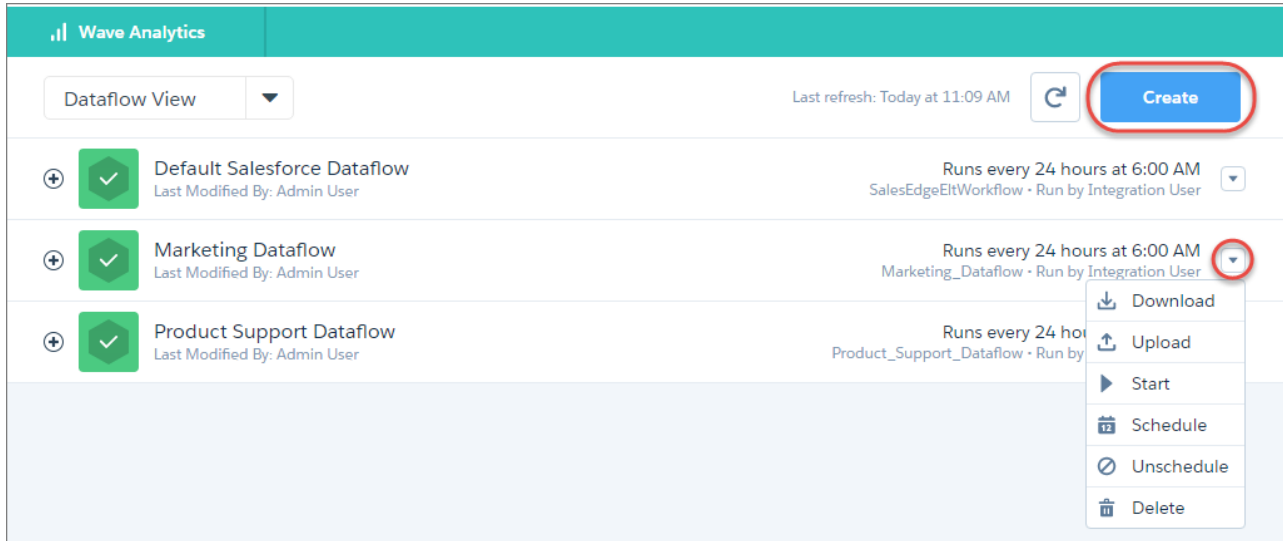 Wave Analytics
Dataflow View
Last refresh: Today at 11:09 AM
Create
Default Salesforce Dataflow
Last Modified By: Admin User
Runs every 24 hours at 6:00 AM
SalesEdgeEltWorkflow • Run by Integration User
Marketing Dataflow
Last Modified By: Admin User
Runs every 24 hours at 6:00 AM
Marketing_Dataflow • Run by Integration User
Product Support Dataflow
Last Modified By: Admin User
Runs every 24 hou
Product_Support_Dataflow • Run by
Download
Upload
Start
12
Schedule
Unschedule
Delete